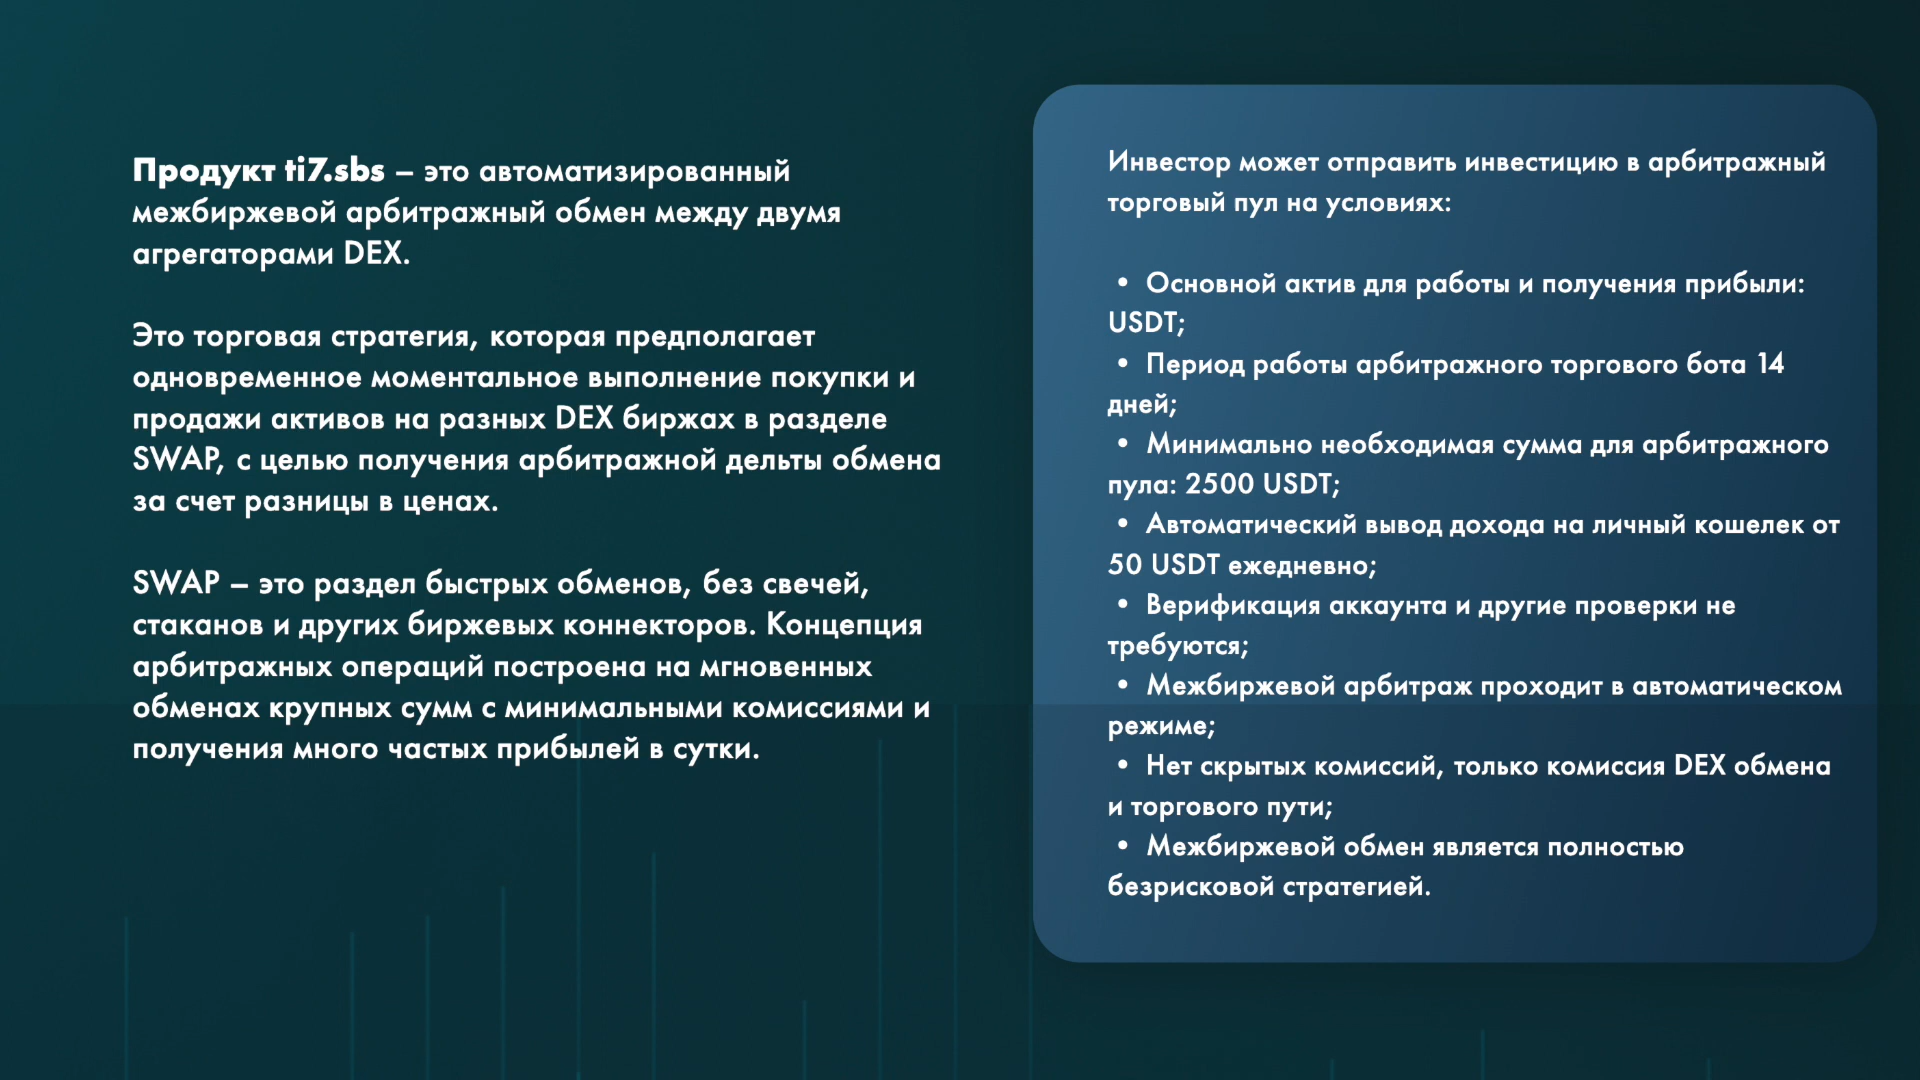 Продукт ti7.sbs – это автоматизированный
межбиржевой арбитражный обмен между двумя
агрегаторами DEX.
Это торговая стратегия, которая предполагает
одновременное моментальное выполнение покупки и
продажи активов на разных DEX биржах в разделе
SWAP, с целью получения арбитражной дельты обмена
за счет разницы в ценах.
SWAP – это раздел быстрых обменов, без свечей,
стаканов и других биржевых коннекторов. Концепция
арбитражных операций построена на мгновенных
обменах крупных сумм с минимальными комиссиями и
получения много частых прибылей в сутки.
Инвестор может отправить инвестицию в арбитражный
торговый пул на условиях:
• Основной актив для работы и получения прибыли:
USDT;
• Период работы арбитражного торгового бота 14
дней;
• Минимально необходимая сумма для арбитражного
пула: 2500 USDT;
• Автоматический вывод дохода на личный кошелек от
50 USDT ежедневно;
• Верификация аккаунта и другие проверки не
требуются;
• Межбиржевой арбитраж проходит в автоматическом
режиме;
• Нет скрытых комиссий, только комиссия DEX обмена
и торгового пути;
• Межбиржевой обмен является полностью
безрисковой стратегией.